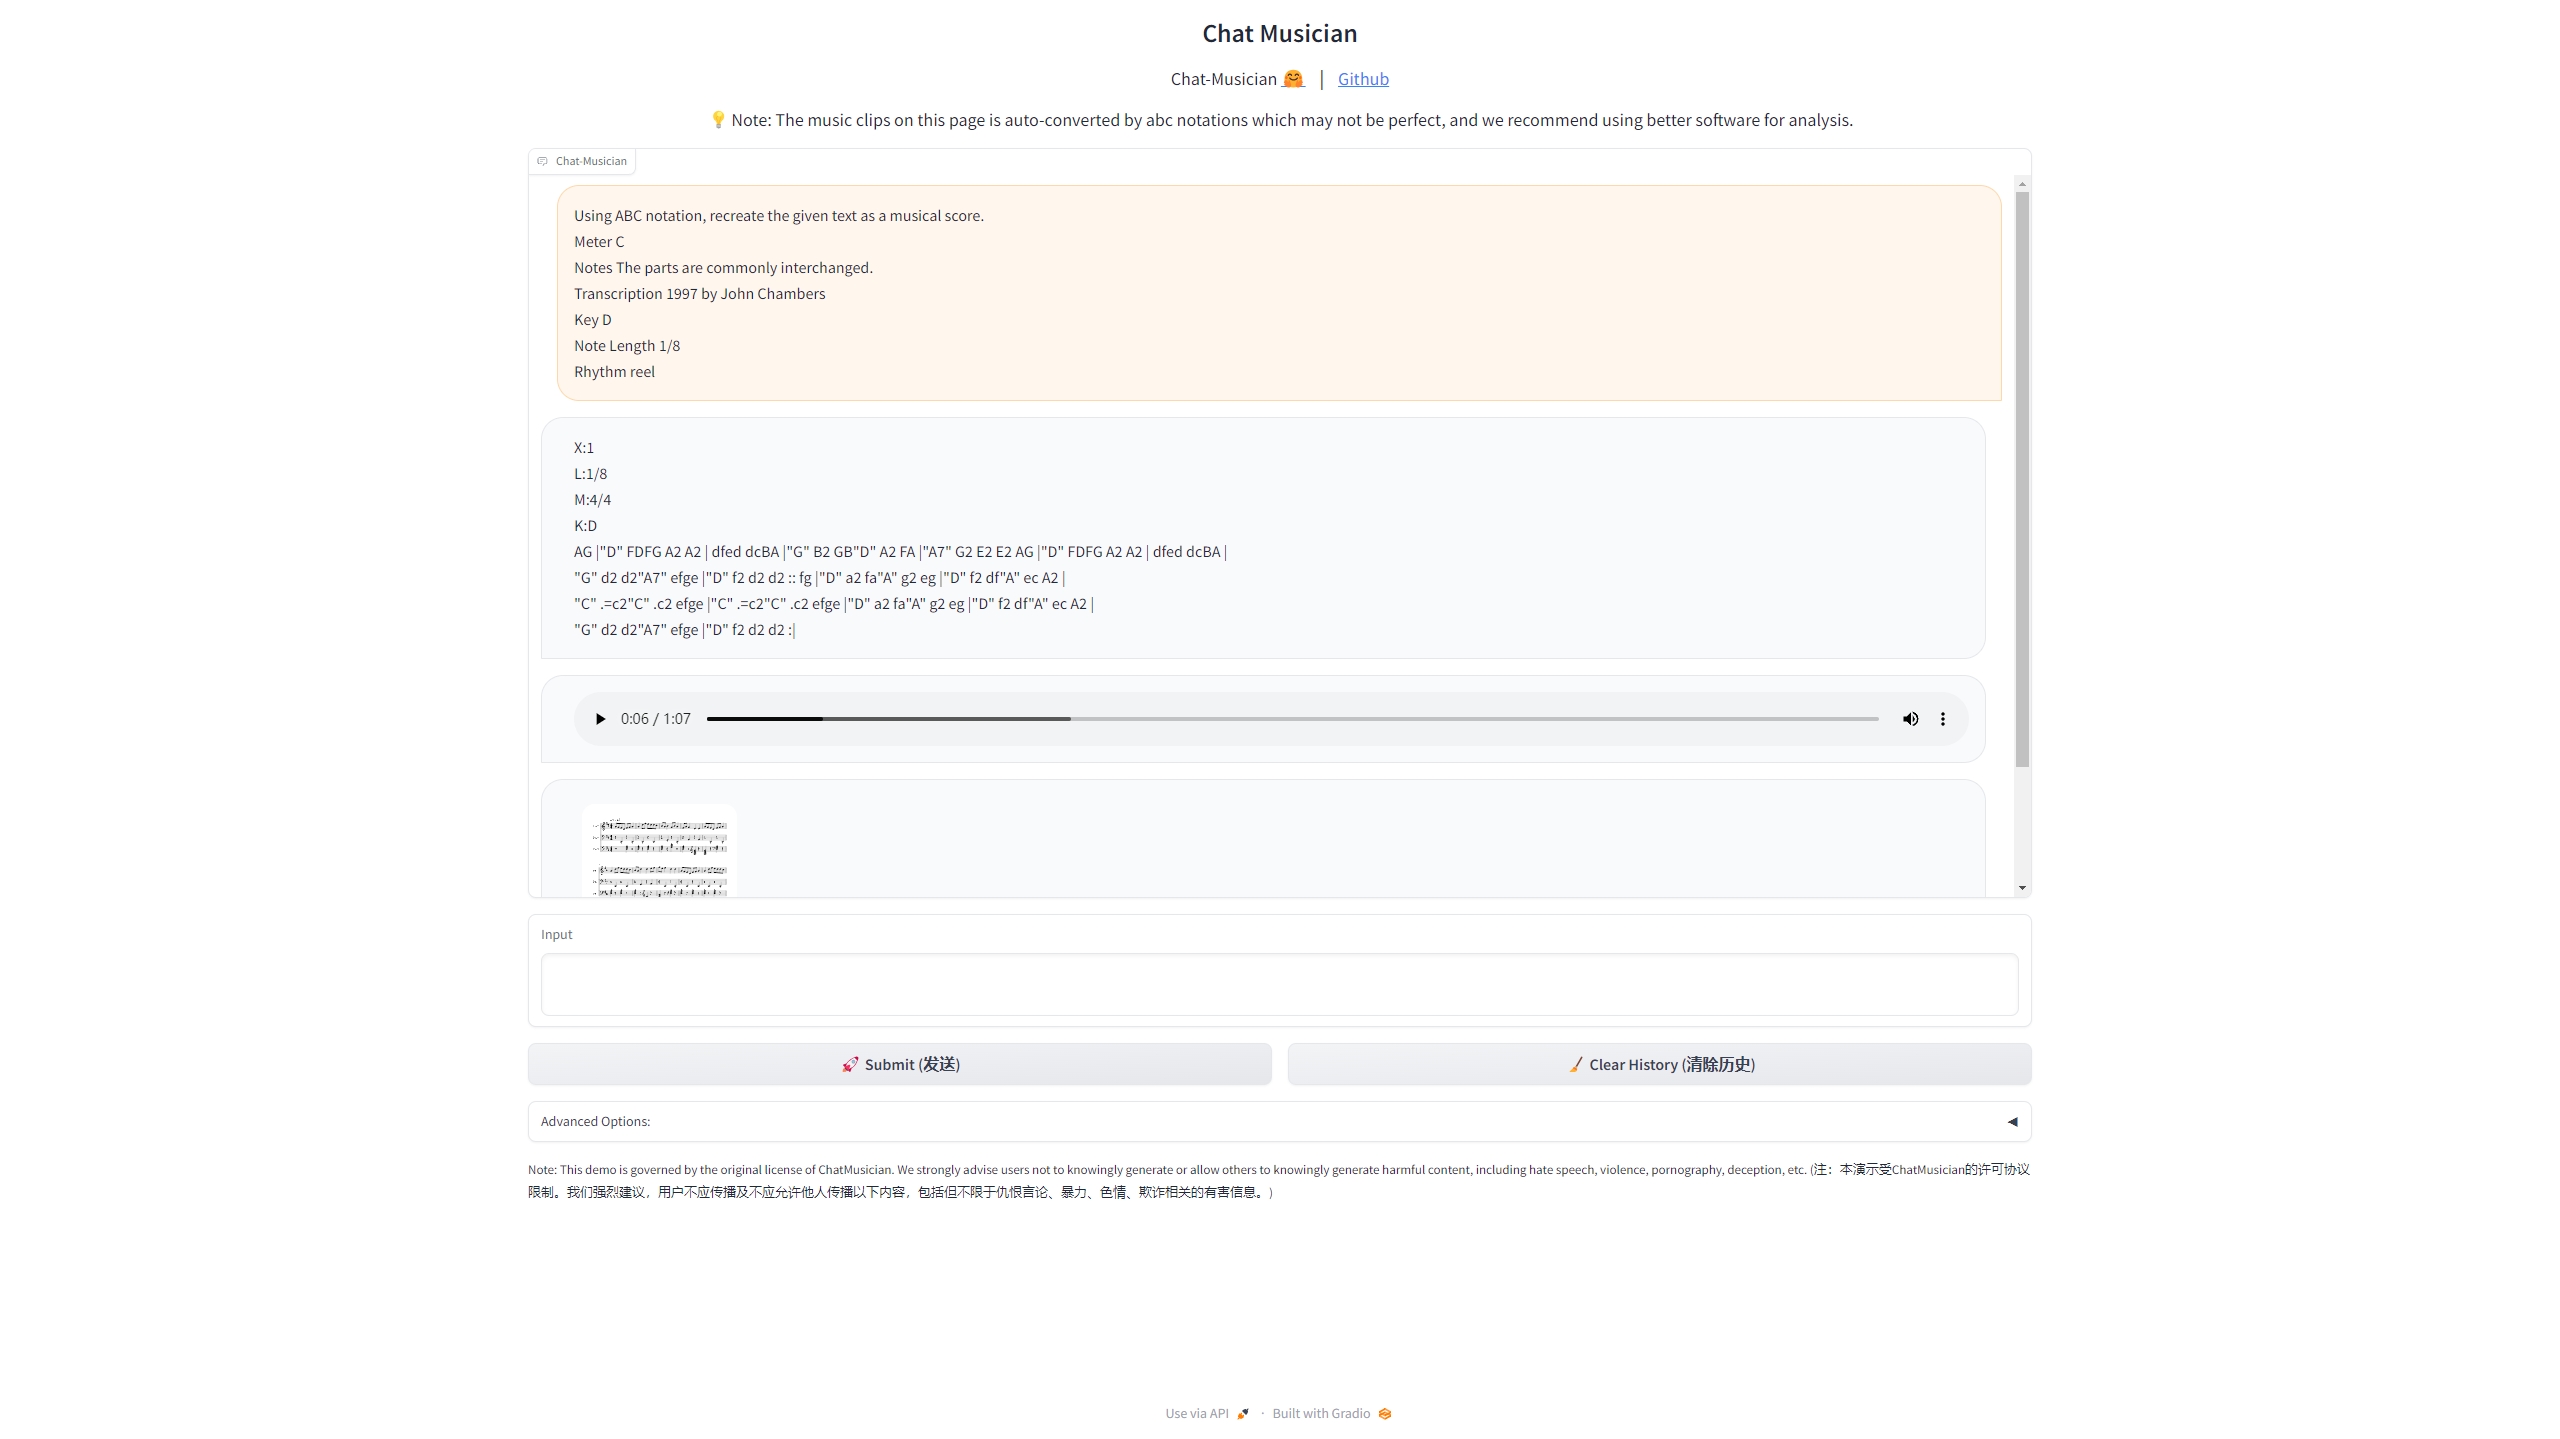 Chat Musician
Chat-Musician 🤗 | Github
💡 Note: The music clips on this page is auto-converted by abc notations which may not be perfect, and we recommend using better software for analysis.
Chat-Musician
Using ABC notation, recreate the given text as a musical score.
Meter C
Notes The parts are commonly interchanged.
Transcription 1997 by John Chambers
Key D
Note Length 1/8
Rhythm reel
X:1
L:1/8
M:4/4
K:D
AG |"D" FDFG A2 A2 | dfed dcBA |"G" B2 GB"D" A2 FA |"A7" G2 E2 E2 AG |"D" FDFG A2 A2 | dfed dcBA |
"G" d2 d2"A7" efge |"D" f2 d2 d2 :: fg |"D" a2 fa"A" g2 eg |"D" f2 df"A" ec A2 |
"C" .=c2"C" .c2 efge |"C" .=c2"C" .c2 efge |"D" a2 fa"A" g2 eg |"D" f2 df"A" ec A2 |
"G" d2 d2"A7" efge |"D" f2 d2 d2 :|
0:06 / 1:07
Input
🚀 Submit (发送)
🧹 Clear History (清除历史)
Advanced Options:
Note: This demo is governed by the original license of ChatMusician. We strongly advise users not to knowingly generate or allow others to knowingly generate harmful content, including hate speech, violence, pornography, deception, etc. (注：本演示受ChatMusician的许可协议
限制。我们强烈建议，用户不应传播及不应允许他人传播以下内容，包括但不限于仇恨言论、暴力、色情、欺诈相关的有害信息。)
Use via API 🚀 · Built with Gradio